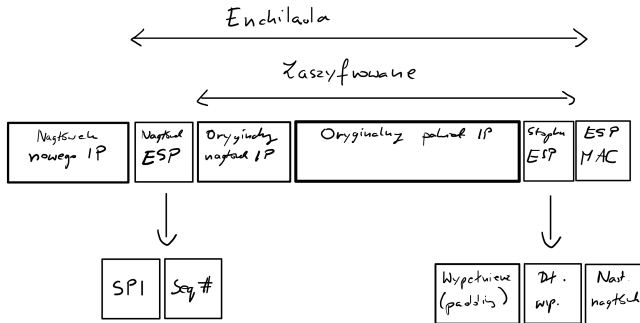 Enchilada
Zaszyfrowane
Nagłówek
nowego IP
Nagłówek
ESP
Oryginalny
nagłówek IP
Oryginalny pakiet IP
Stopka
ESP
ESP
MAC
SPI
Seq #
Wypełnienie
(padding)
Dł.
wyp.
Nast.
nagłówek